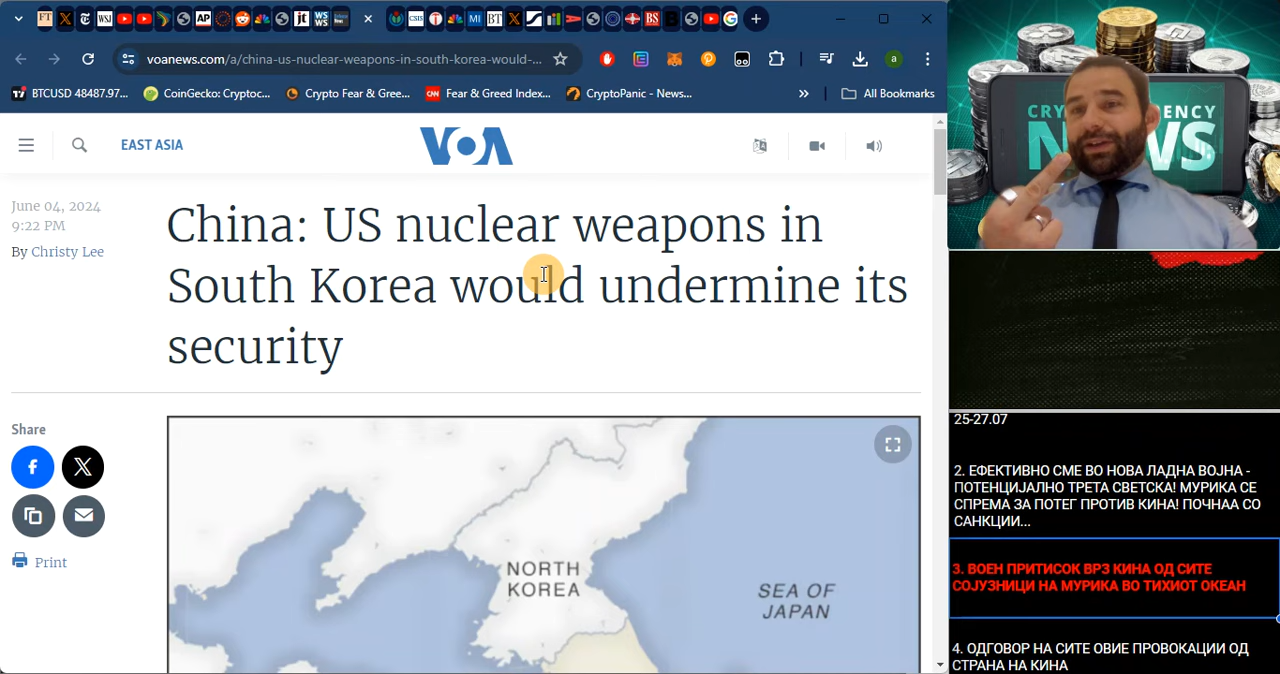 voanews.com/a/china-us-nuclear-weapons-in-south-korea-would-...
BTCUSD 48487.97...
CoinGecko: Cryptoc...
Crypto Fear & Gree...
Fear & Greed Index...
CryptoPanic - News...
All Bookmarks
EAST ASIA
VOA
June 04, 2024
9:22 PM
By Christy Lee
China: US nuclear weapons in
South Korea would undermine its
security
Share
Print
NORTH
KOREA
SEA OF
JAPAN
25-27.07
2. ЕФЕКТИВНО СМЕ ВО НОВА ЛАДНА ВОЈНА -
ПОТЕНЦИЈАЛНО ТРЕТА СВЕТСКА! МУРИКА СЕ
СПРЕМА ЗА ПОТЕГ ПРОТИВ КИНА! ПОЧНАА СО
САНКЦИИ...
3. ВОЕН ПРИТИСОК ВРЗ КИНА ОД СИТЕ
СОЈУЗНИЦИ НА МУРИКА ВО ТИХИОТ ОКЕАН
4. ОДГОВОР НА СИТЕ ОВИЕ ПРОВОКАЦИИ ОД
СТРАНА НА КИНА